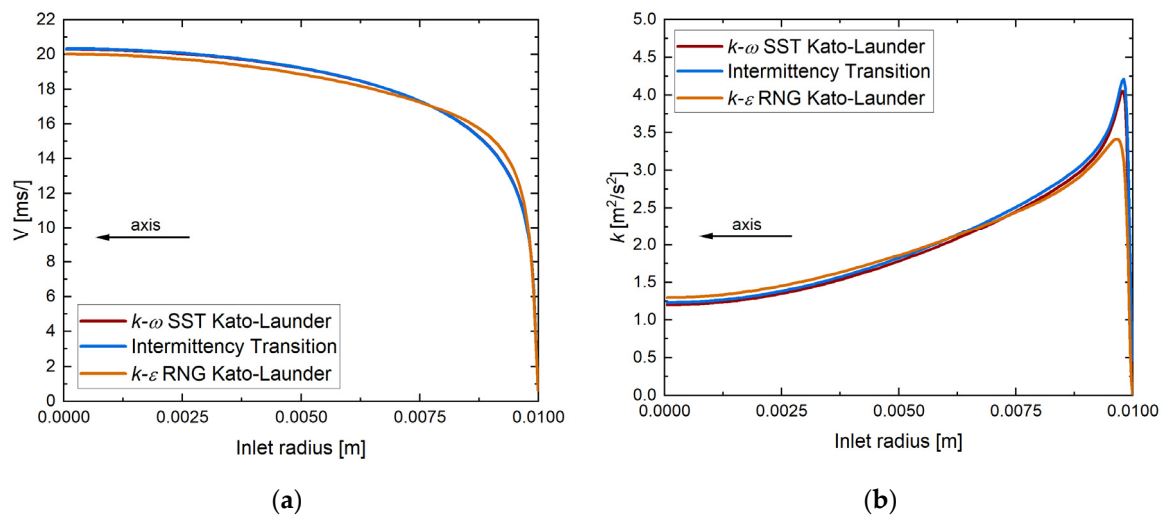 22
20
18
16
14
12
10
8
6
4
2
0
V [ms/]
axis
k-ω SST Kato-Launder
Intermittency Transition
k-ε RNG Kato-Launder
0.0000 0.0025 0.0050 0.0075 0.0100
Inlet radius [m]
(a)
5.0
4.5
4.0
3.5
3.0
2.5
2.0
1.5
1.0
0.5
0.0
k [m²/s²]
k-ω SST Kato-Launder
Intermittency Transition
k-ε RNG Kato-Launder
axis
0.0000 0.0025 0.0050 0.0075 0.0100
Inlet radius [m]
(b)